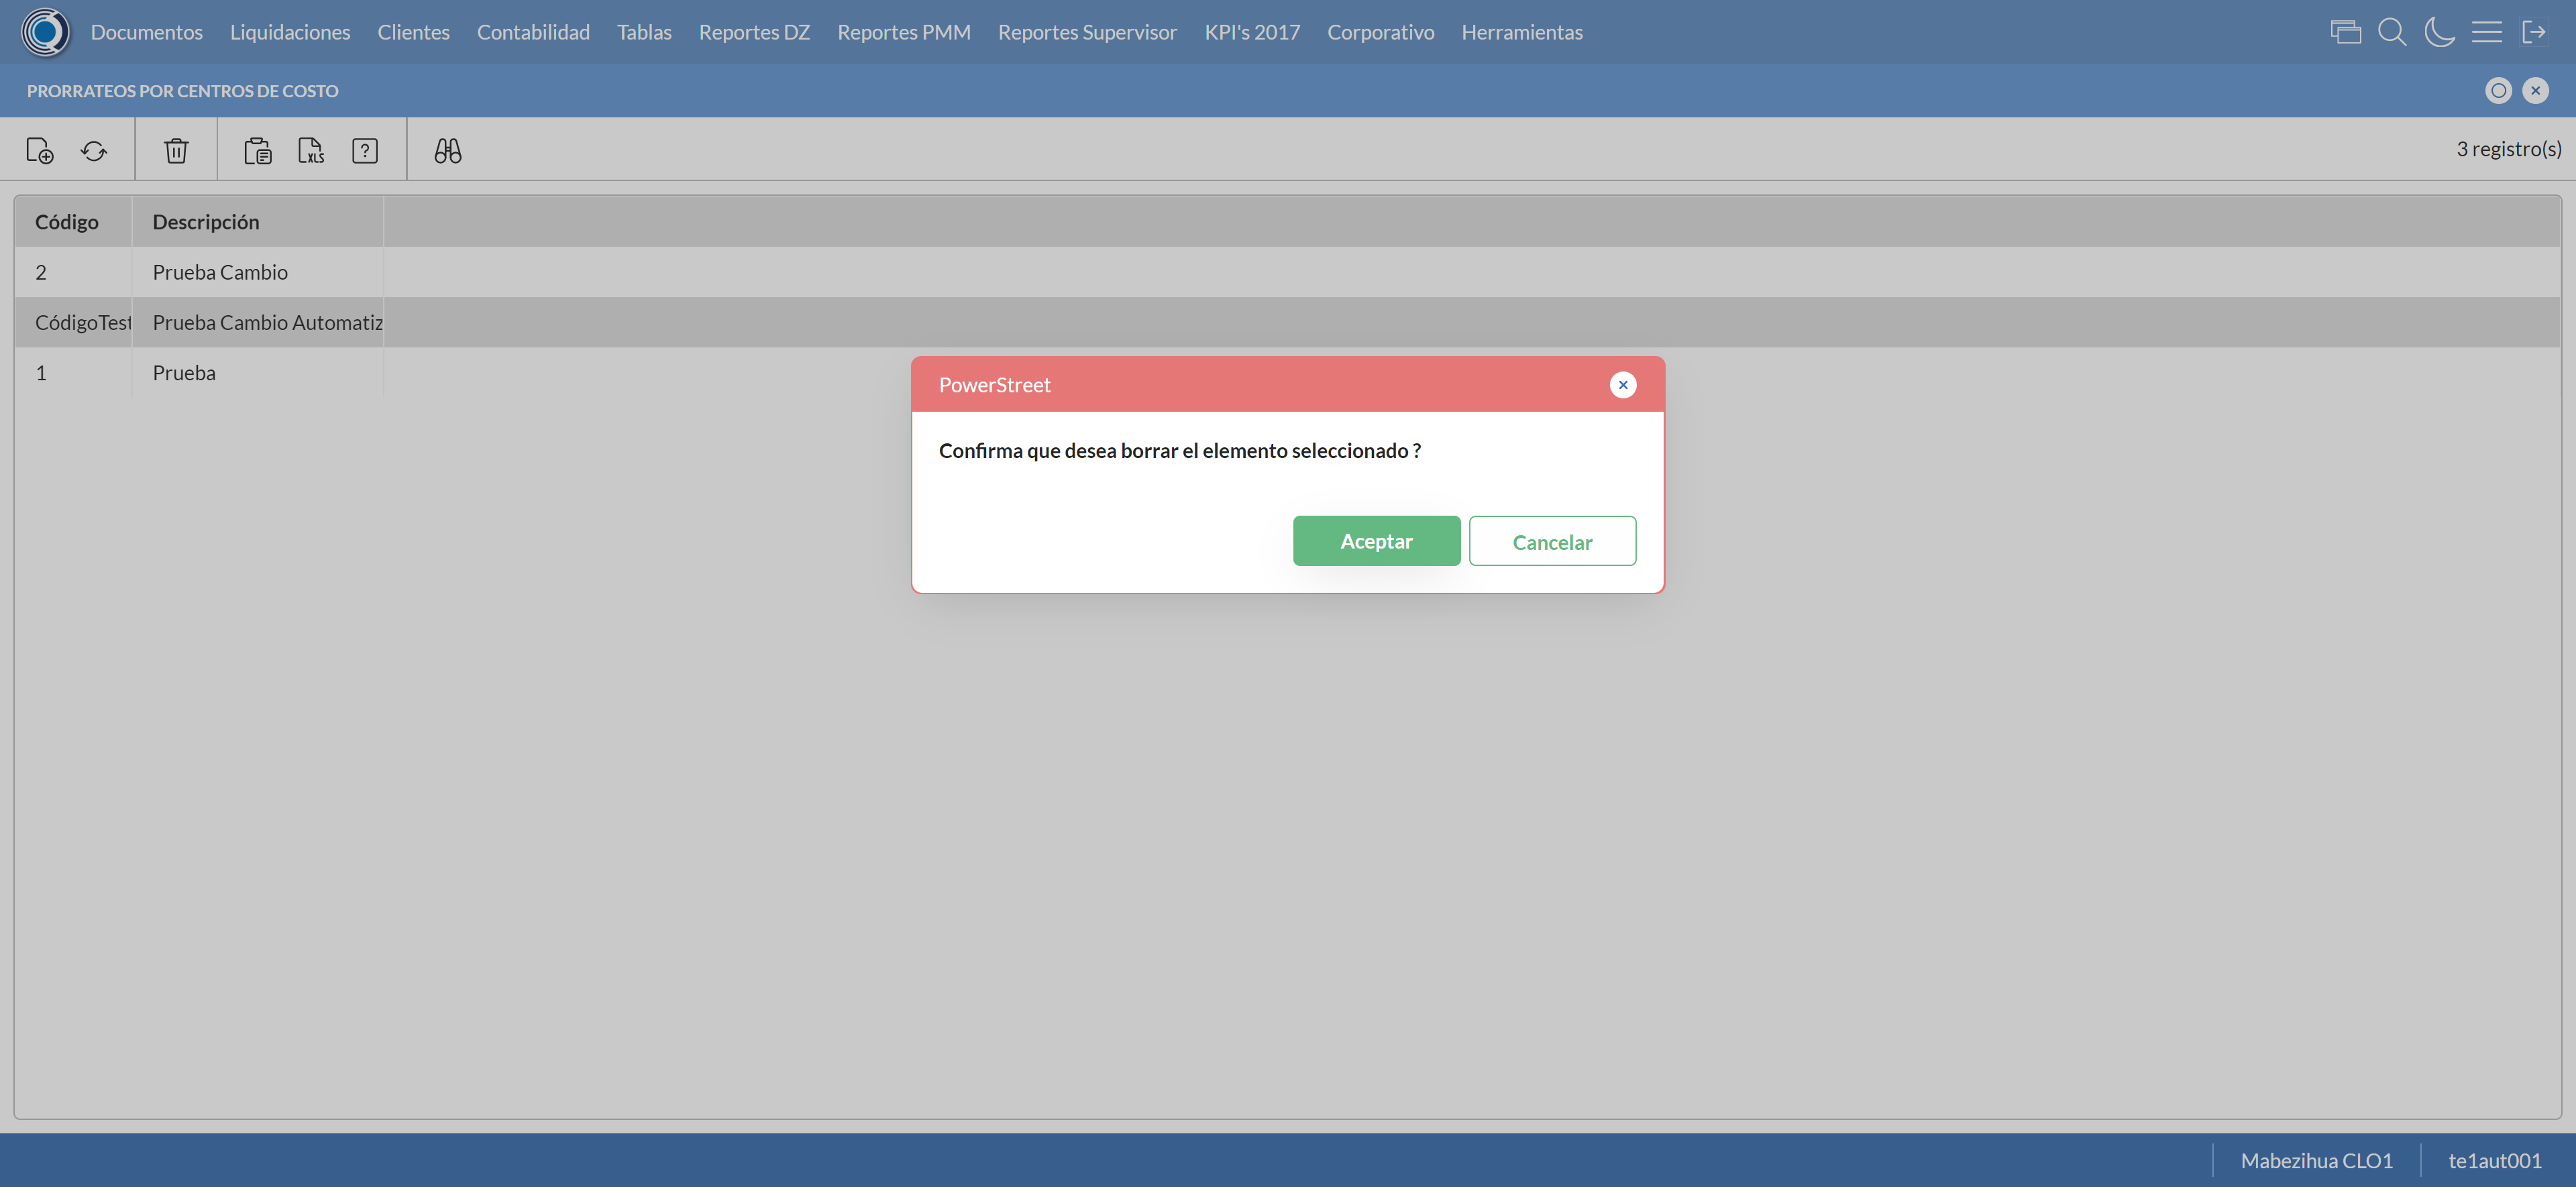 Documentos Liquidaciones Clientes Contabilidad Tablas Reportes DZ Reportes PMM Reportes Supervisor KPI's 2017 Corporativo Herramientas
PRORRATEOS POR CENTROS DE COSTO
XLS ? 3 registro(s)
Código Descripción
2 Prueba Cambio
CódigoTest Prueba Cambio Automatiz
1 Prueba
PowerStreet
Confirma que desea borrar el elemento seleccionado ?
Aceptar Cancelar
Mabezihua CLO1 te1aut001